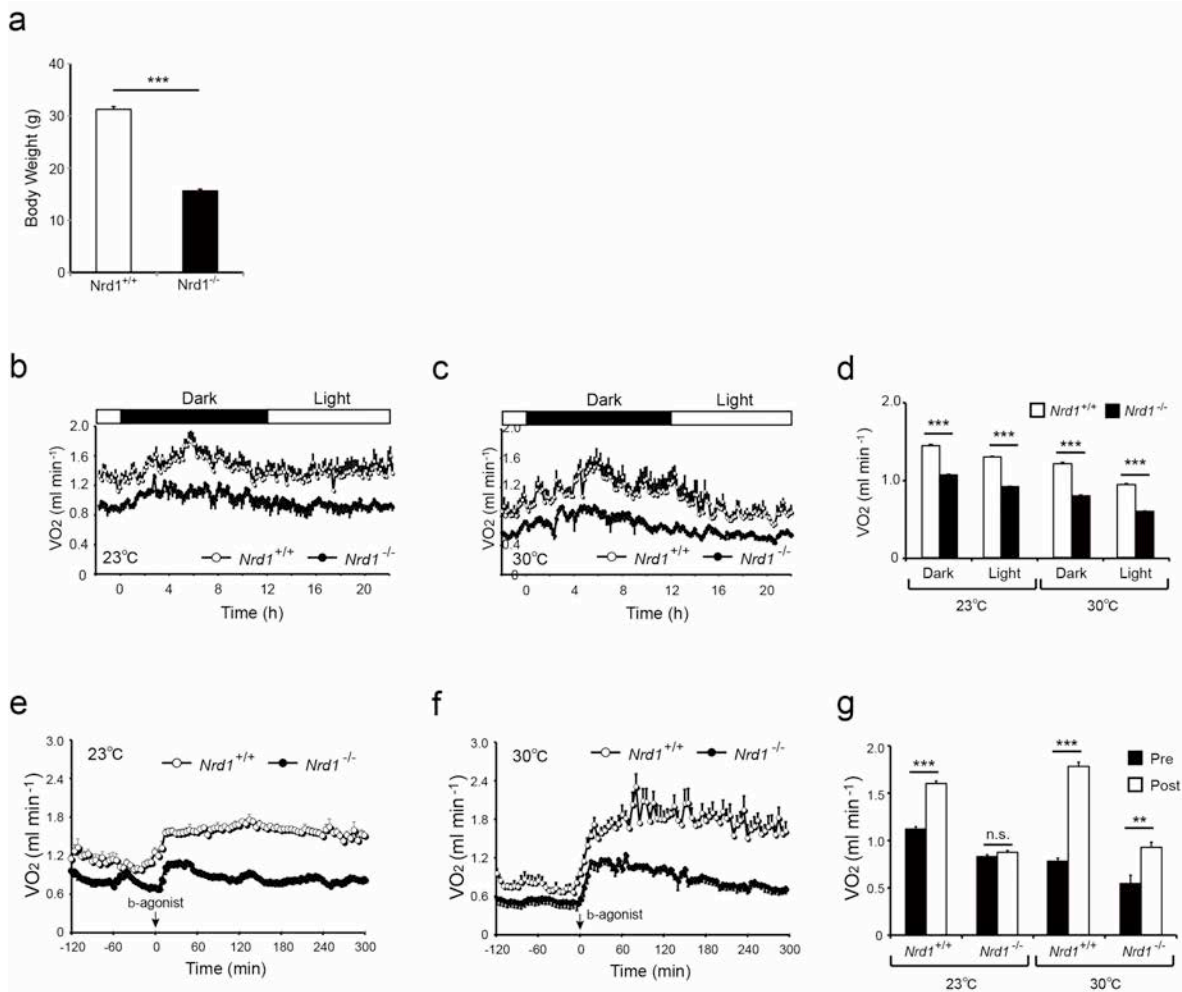 a
40
30
20
10
0
Body Weight (g)
***
Nrd1+/+ Nrd1-/-
b
Dark Light
2.0
1.6
1.2
0.8
0.4
0
VO2 (ml min-1)
23℃ Nrd1+/+ Nrd1-/-
0 4 8 12 16 20
Time (h)
c
Dark Light
2.0
1.6
1.2
0.8
0.4
0
VO2 (ml min-1)
30℃ Nrd1+/+ Nrd1-/-
0 4 8 12 16 20
Time (h)
d
Nrd1+/+ Nrd1-/-
2.0
1.0
0
VO2 (ml min-1)
*** *** *** ***
Dark Light Dark Light
23℃ 30℃
e
3.0
2.4
1.8
1.2
0.6
0
VO2 (ml min-1)
23℃ Nrd1+/+ Nrd1-/-
b-agonist
-120 -60 0 60 120 180 240 300
Time (min)
f
3.0
2.4
1.8
1.2
0.6
0
VO2 (ml min-1)
30℃ Nrd1+/+ Nrd1-/-
b-agonist
-120 -60 0 60 120 180 240 300
Time (min)
g
2.0
1.5
1.0
0.5
0
VO2 (ml min-1)
Pre
Post
*** n.s. *** **
Nrd1+/+ Nrd1-/- Nrd1+/+ Nrd1-/-
23℃ 30℃